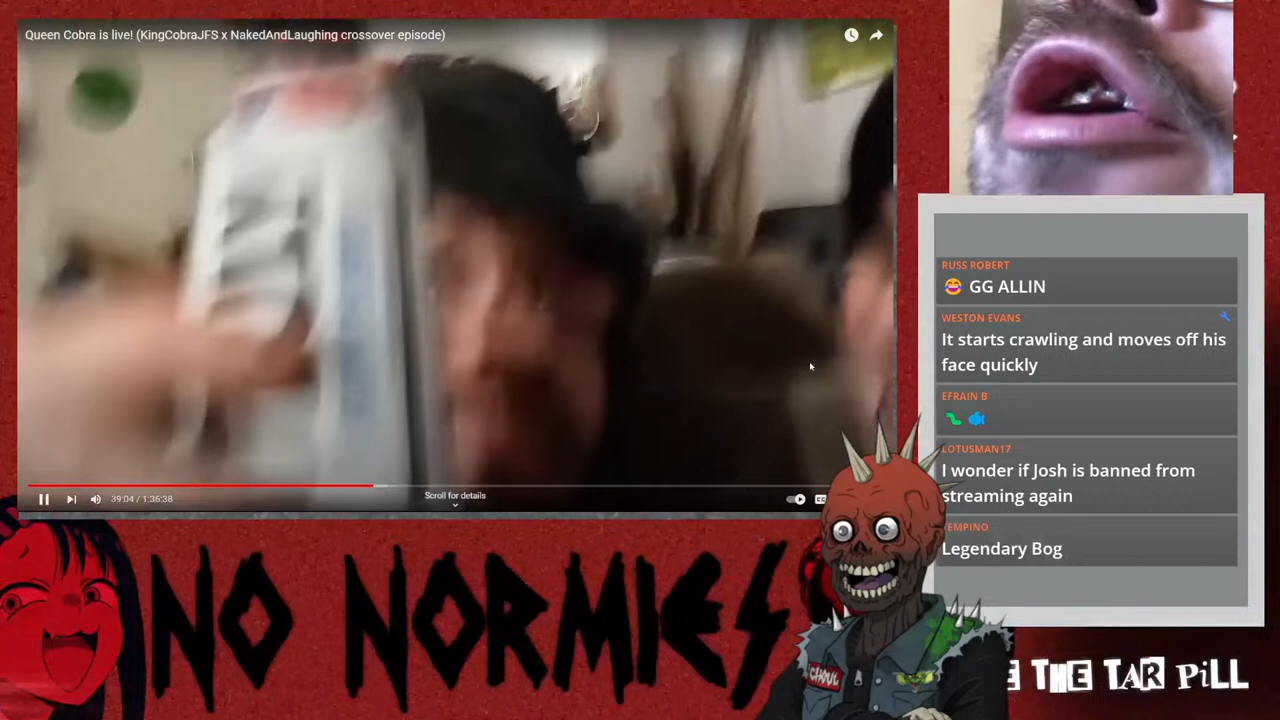 Queen Cobra is live! (KingCobraJFS x NakedAndLaughing crossover episode)
39:04 / 1:36:38
Scroll for details
RUSS ROBERT
😂 GG ALLIN
WESTON EVANS
It starts crawling and moves off his
face quickly
EFRAIN B
LOTUSMAN17
I wonder if Josh is banned from
streaming again
Legendary Bog
NO NORMIES
GHOUL
THE TAR PiLL